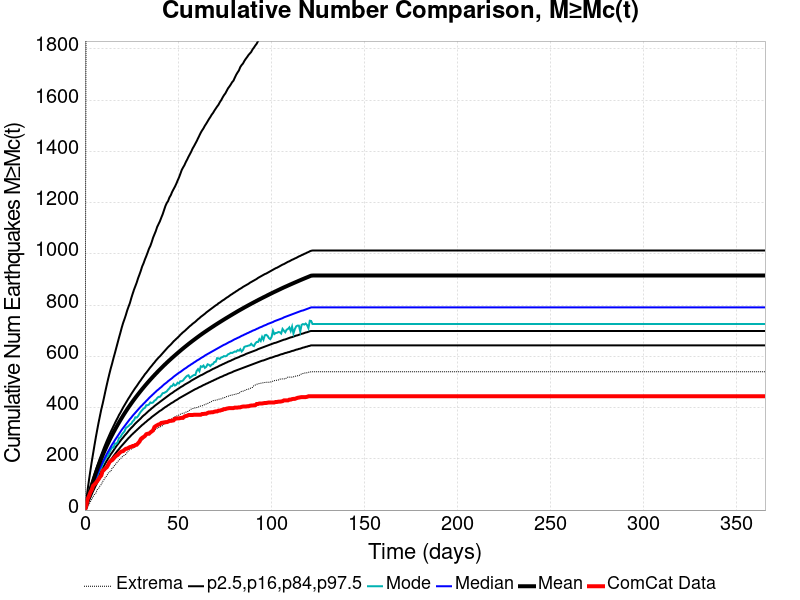 Cumulative Number Comparison, M≥Mc(t)
Cumulative Num Earthquakes M≥Mc(t)
1800
1600
1400
1200
1000
800
600
400
200
0
0 50 100 150 200 250 300 350
Time (days)
Extrema p2.5,p16,p84,p97.5 Mode Median Mean ComCat Data